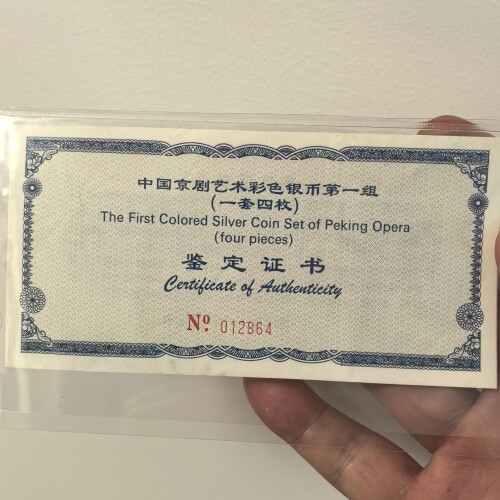 中国京剧艺术彩色银币第一组
(一套四枚)
The First Colored Silver Coin Set of Peking Opera
(four pieces)
鉴定证书
Certificate of Authenticity
Nº 012864